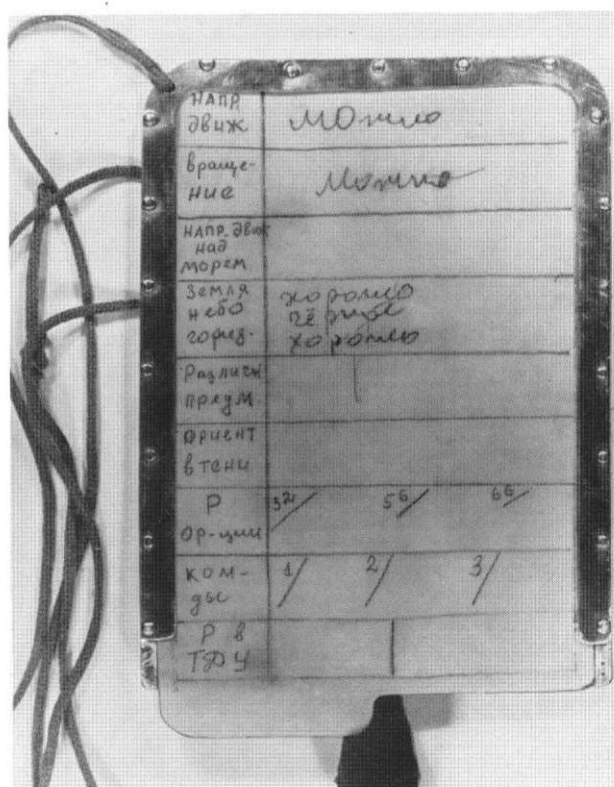 НАПР
движ можно
враще-
ние можно
НАПР. движ
над
морем
Земля хорошо
небо чёрное
гориз. хорошо
Различн
предм.
Ориент
в тени
Р 3²/ 5⁶/ 6⁶/
ор-ции
ком- 1/ 2/ 3/
ды
Р в
ТДУ